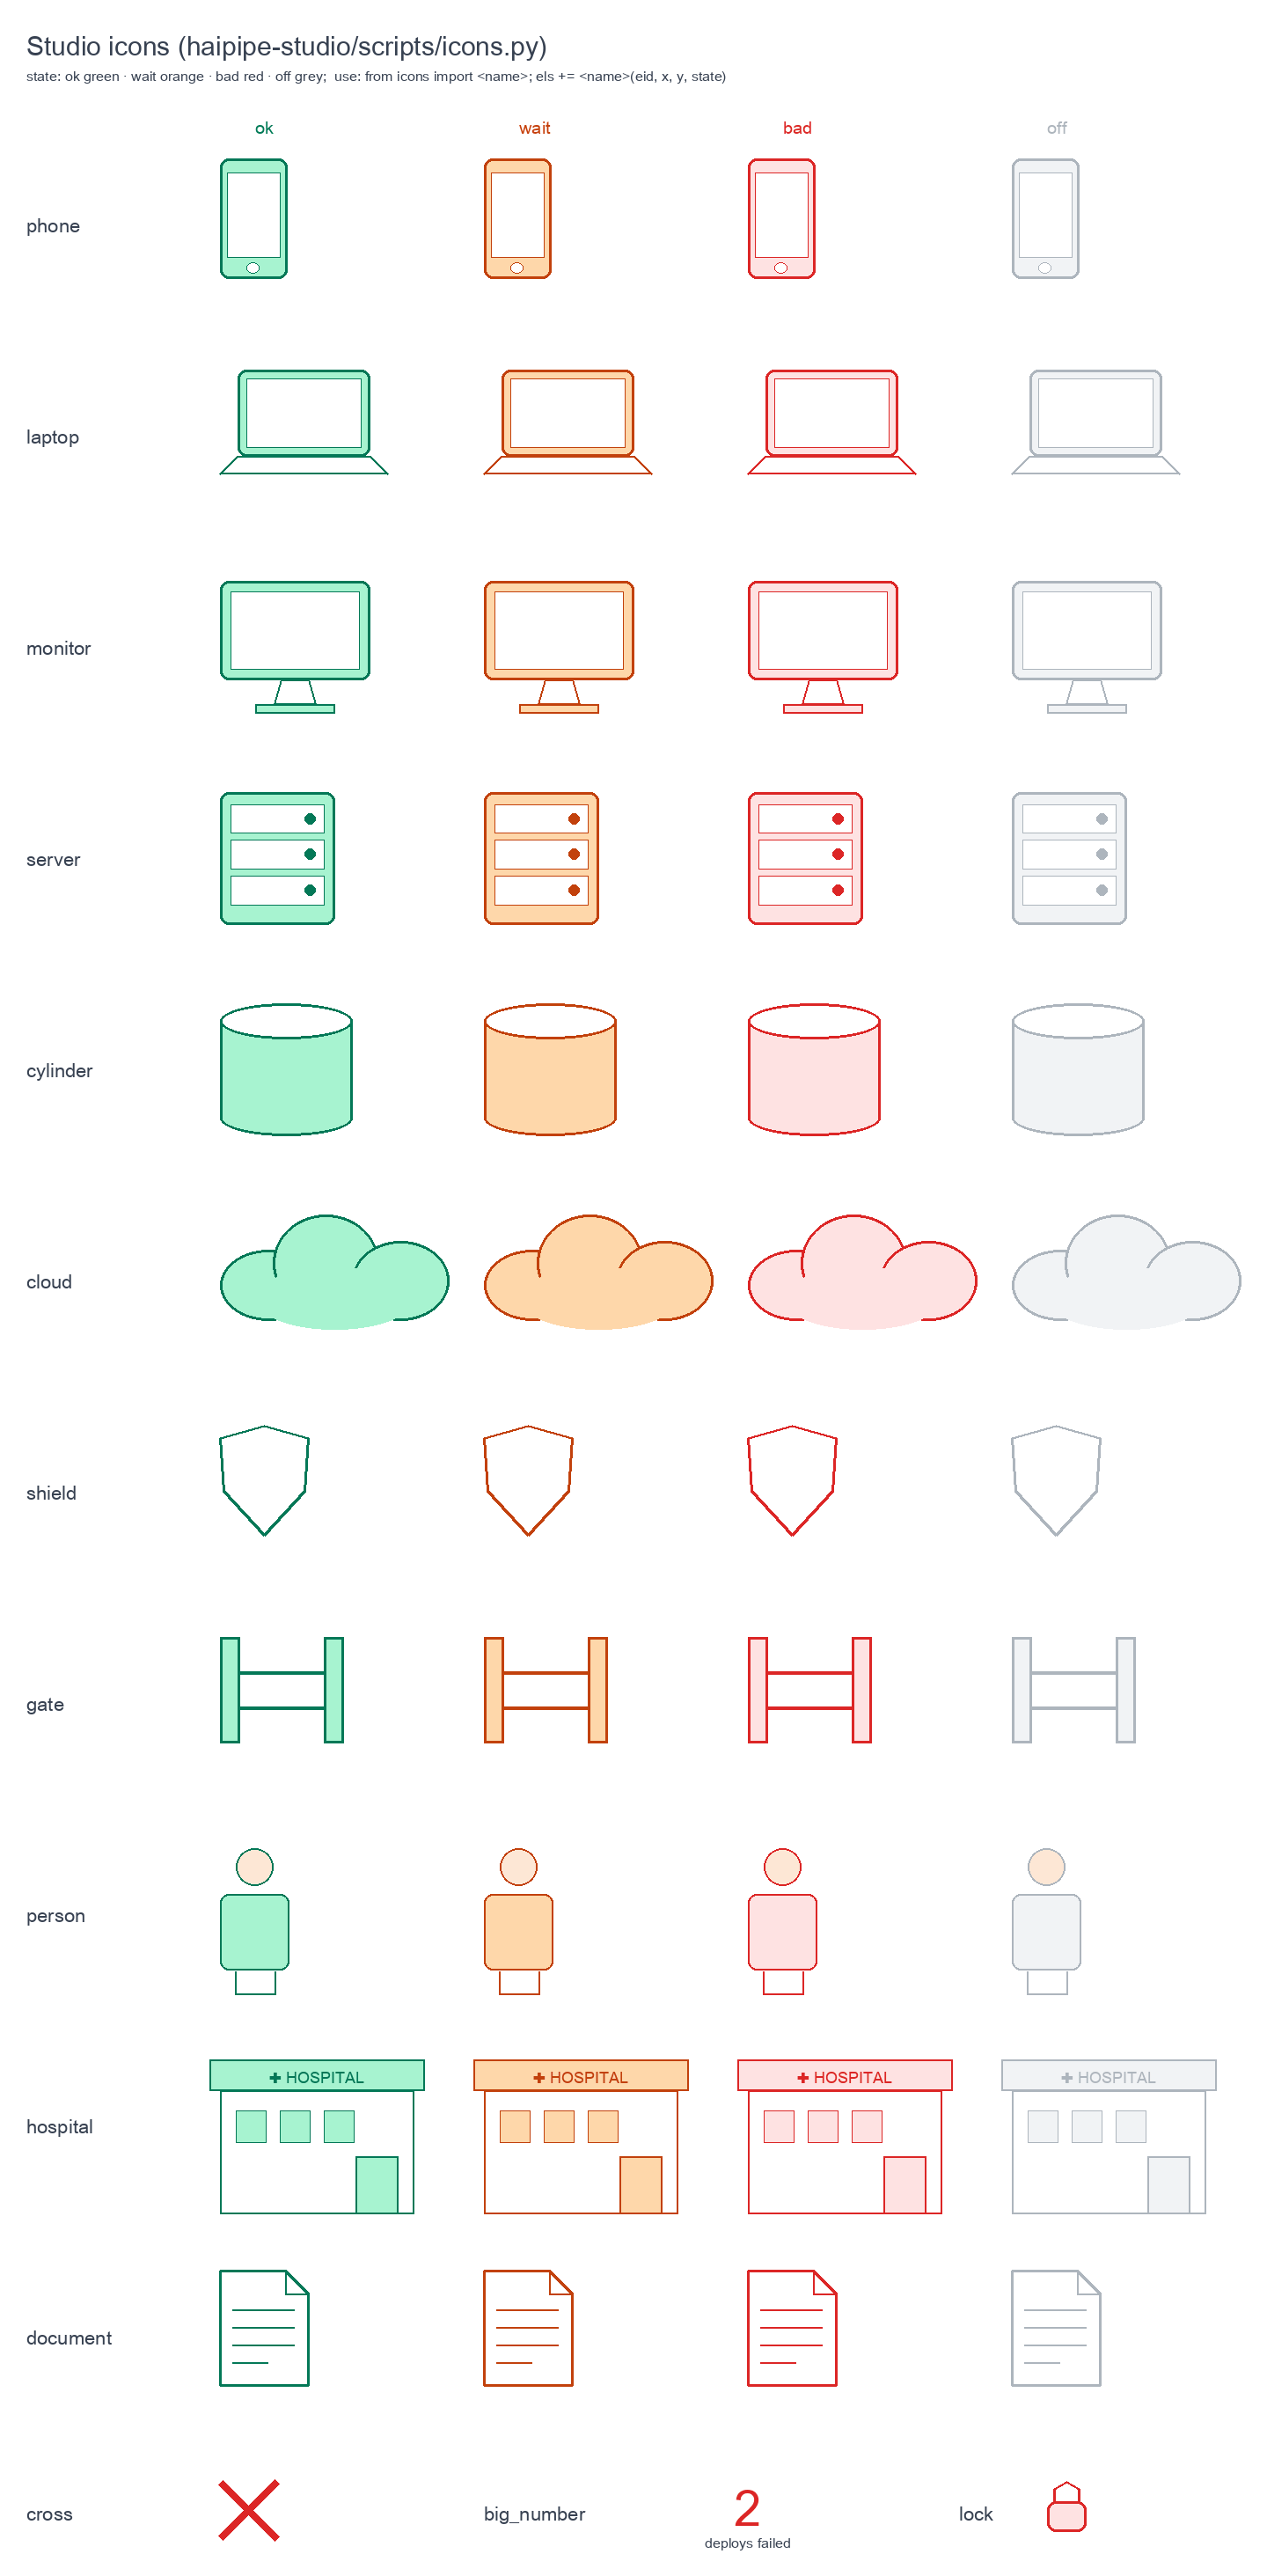 Studio icons (haipipe-studio/scripts/icons.py)
state: ok green · wait orange · bad red · off grey;  use: from icons import <name>; els += <name>(eid, x, y, state)
ok wait bad off
phone
laptop
monitor
server
cylinder
cloud
shield
gate
person
✚ HOSPITAL ✚ HOSPITAL ✚ HOSPITAL ✚ HOSPITAL
hospital
document
cross big_number 2 lock
deploys failed